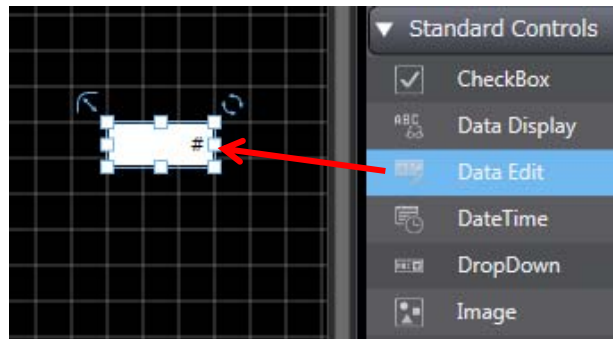 Standard Controls
CheckBox
ABC
Data Display
#
Data Edit
DateTime
DropDown
Image